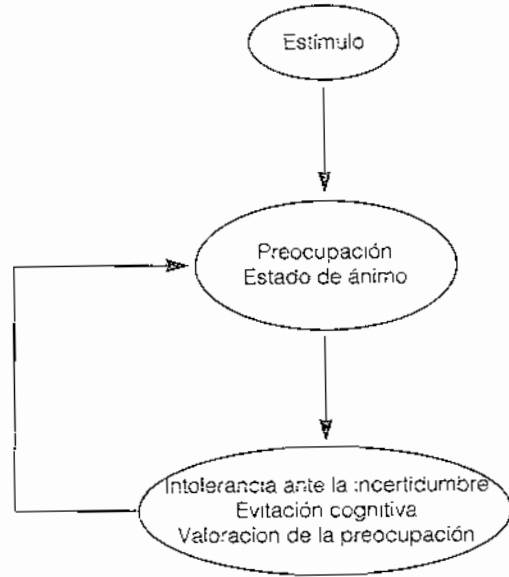 Estímulo
Preocupación
Estado de ánimo
Intolerancia ante la incertidumbre
Evitación cognitiva
Valoracion de la preocupación